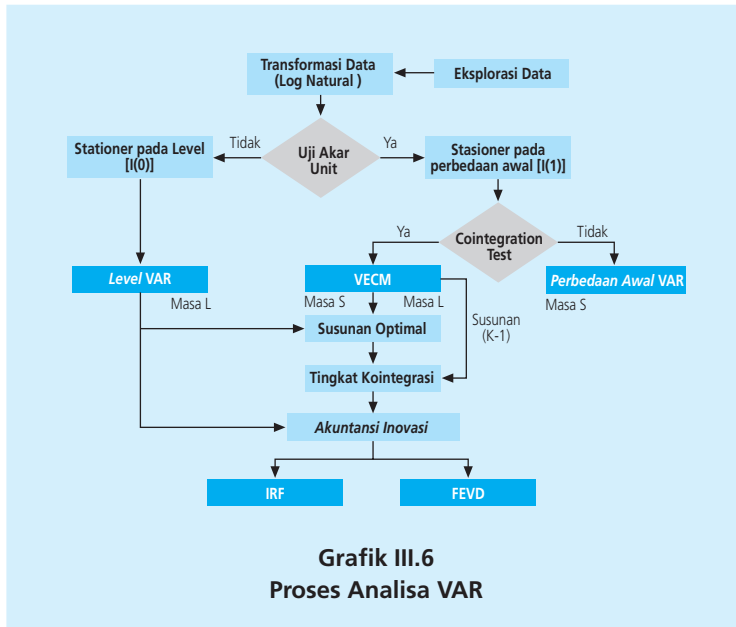 Transformasi Data
(Log Natural )
Eksplorasi Data
Stationer pada Level
[I(0)]
Tidak
Uji Akar
Unit
Ya
Stasioner pada
perbedaan awal [I(1)]
Ya
Cointegration
Test
Tidak
Level VAR
VECM
Perbedaan Awal VAR
Masa L
Masa S
Masa L
Masa S
Susunan
(K-1)
Susunan Optimal
Tingkat Kointegrasi
Akuntansi Inovasi
IRF
FEVD
Grafik III.6
Proses Analisa VAR